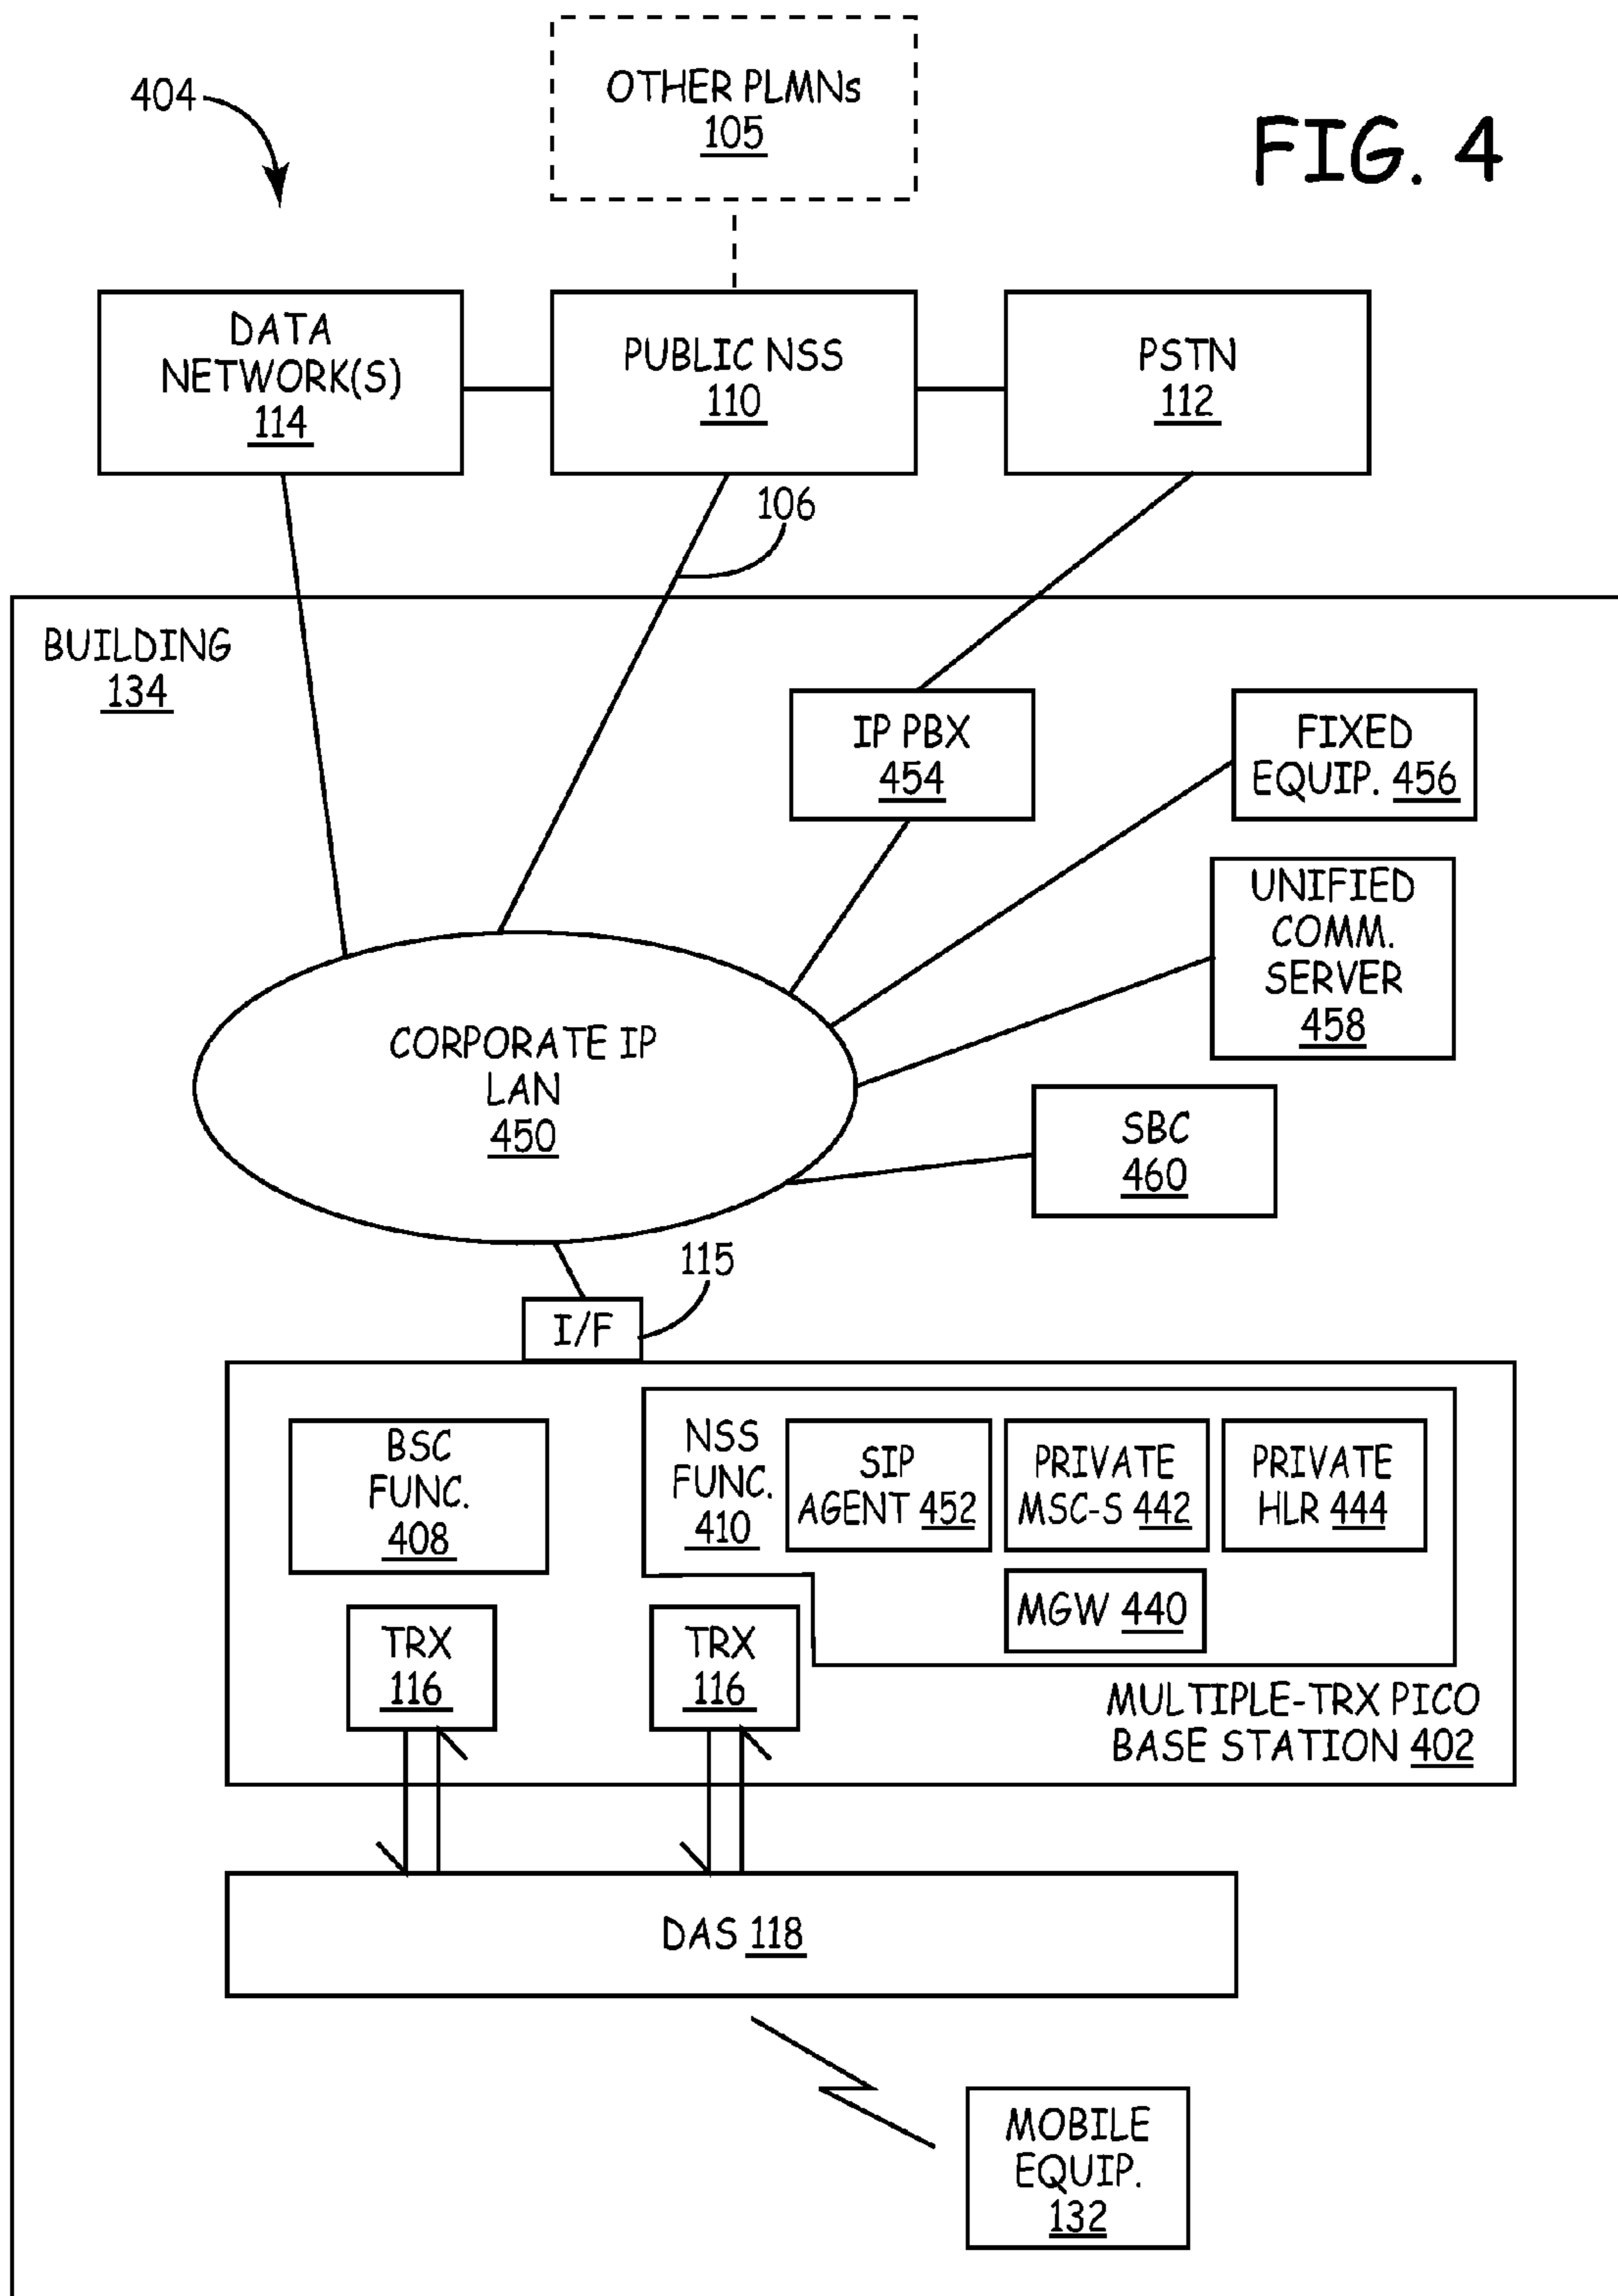 404
OTHER PLMNs
105
FIG. 4
DATA
NETWORK(S)
114
PUBLIC NSS
110
PSTN
112
106
BUILDING
134
IP PBX
454
FIXED
EQUIP. 456
UNIFIED
COMM.
SERVER
458
CORPORATE IP
LAN
450
SBC
460
115
I/F
BSC
FUNC.
408
NSS
FUNC.
410
SIP
AGENT 452
PRIVATE
MSC-S 442
PRIVATE
HLR 444
MGW 440
TRX
116
TRX
116
MULTIPLE-TRX PICO
BASE STATION 402
DAS 118
MOBILE
EQUIP.
132